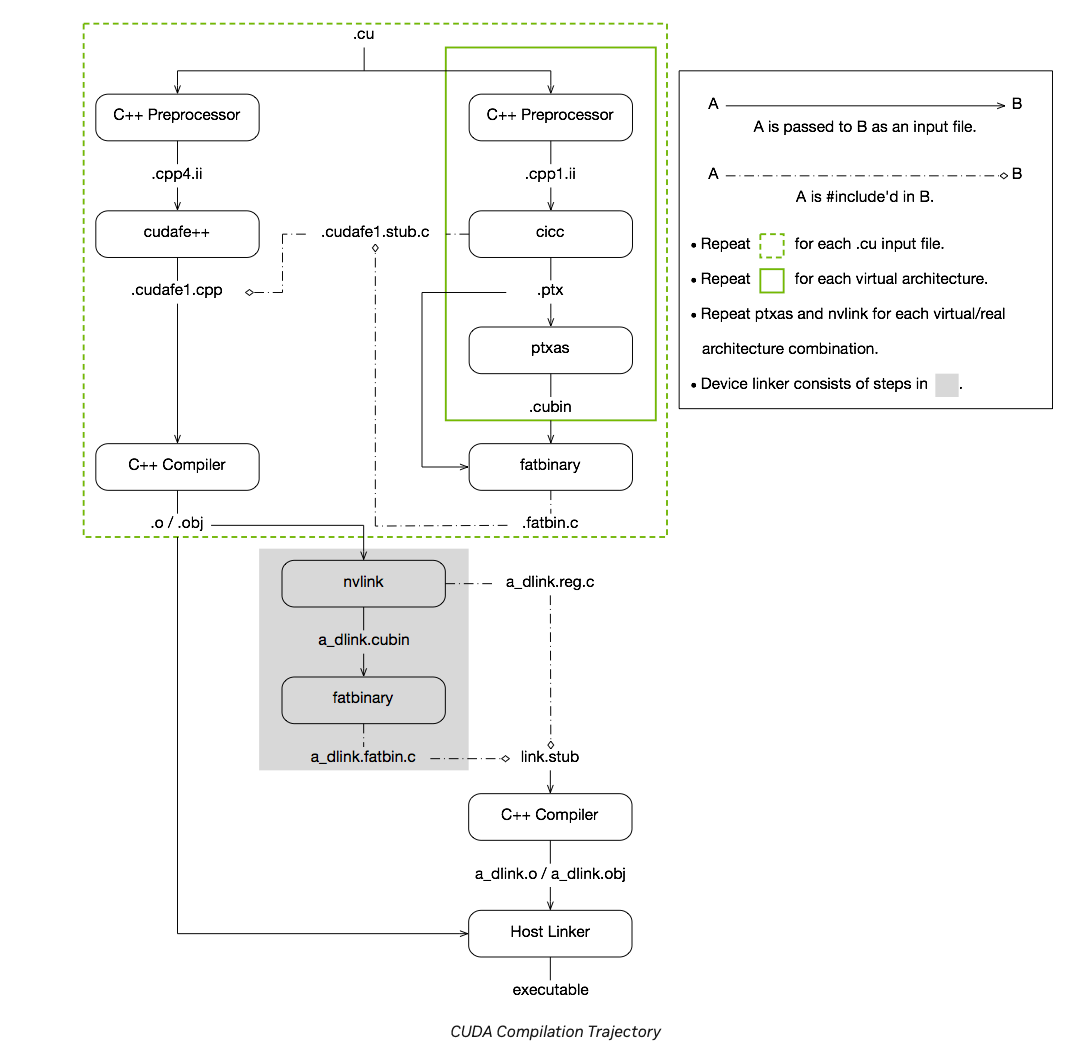 .cu
C++ Preprocessor
C++ Preprocessor
A
B
A is passed to B as an input file.
.cpp4.ii
.cpp1.ii
A
B
A is #include'd in B.
cudafe++
.cudafe1.stub.c
cicc
• Repeat for each .cu input file.
.cudafe1.cpp
.ptx
• Repeat for each virtual architecture.
• Repeat ptxas and nvlink for each virtual/real
architecture combination.
ptxas
• Device linker consists of steps in .
.cubin
C++ Compiler
fatbinary
.o / .obj
.fatbin.c
nvlink
a_dlink.reg.c
a_dlink.cubin
fatbinary
a_dlink.fatbin.c
link.stub
C++ Compiler
a_dlink.o / a_dlink.obj
Host Linker
executable
CUDA Compilation Trajectory